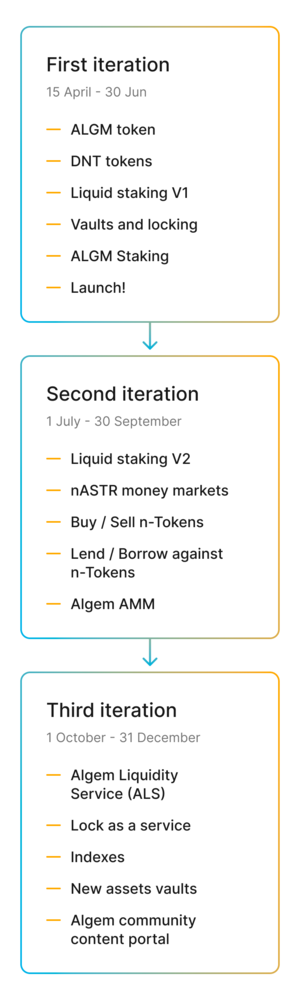 First iteration
15 April - 30 Jun
— ALGM token
— DNT tokens
— Liquid staking V1
— Vaults and locking
— ALGM Staking
— Launch!
Second iteration
1 July - 30 September
— Liquid staking V2
— nASTR money markets
— Buy / Sell n-Tokens
— Lend / Borrow against
n-Tokens
— Algem AMM
Third iteration
1 October - 31 December
— Algem Liquidity
Service (ALS)
— Lock as a service
— Indexes
— New assets vaults
— Algem community
content portal